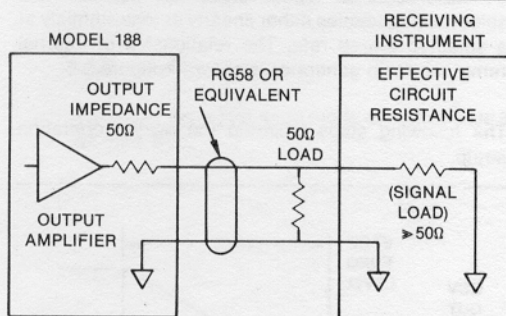 MODEL 188
RECEIVING
INSTRUMENT
OUTPUT
IMPEDANCE
50Ω
RG58 OR
EQUIVALENT
EFFECTIVE
CIRCUIT
RESISTANCE
50Ω
LOAD
(SIGNAL
LOAD)
≫50Ω
OUTPUT
AMPLIFIER